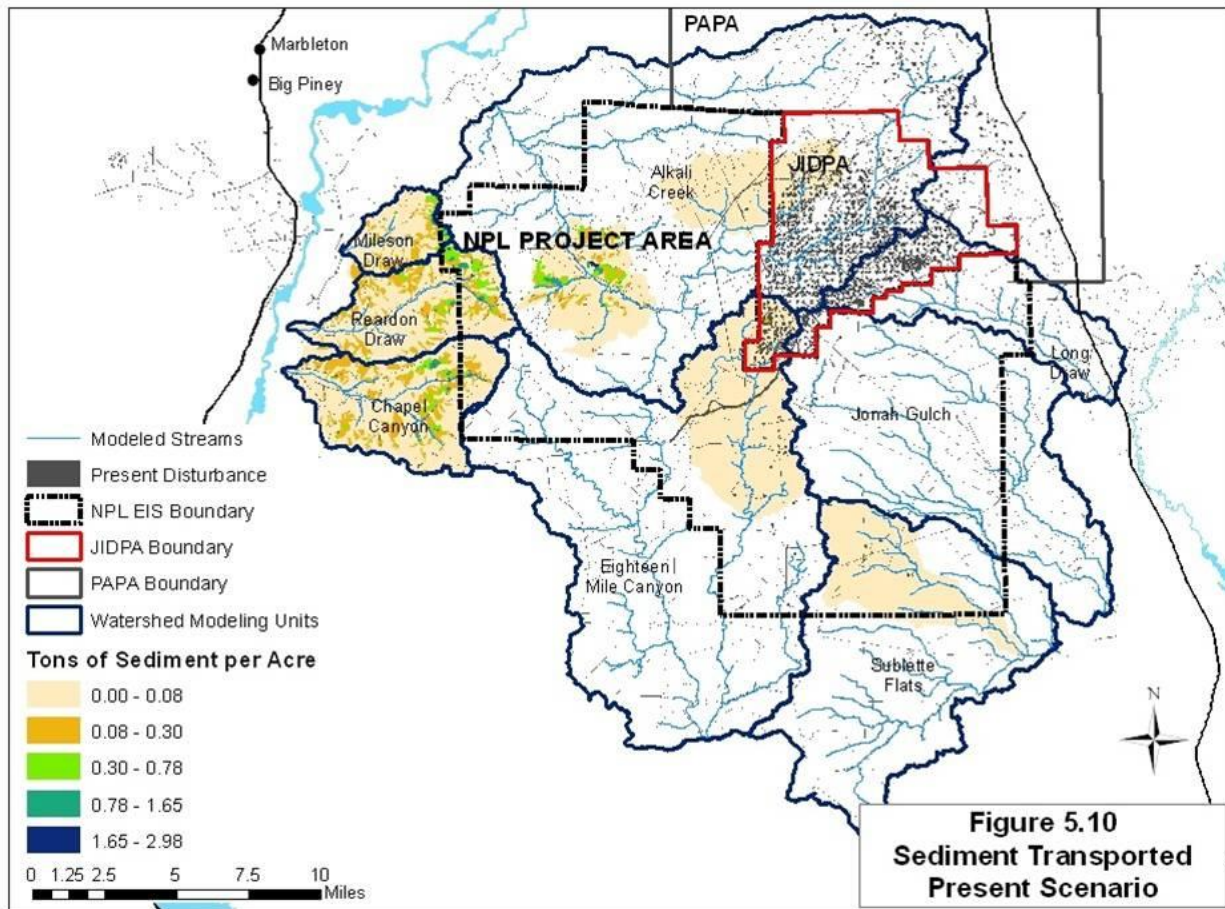 PAPA
Marbleton
Big Piney
Alkali
Creek
JIDPA
Mileson
Draw
NPL PROJECT AREA
Reardon
Draw
Long
Draw
Chapel
Canyon
Jonah Gulch
Eighteen
Mile Canyon
Sublette
Flats
Modeled Streams
Present Disturbance
NPL EIS Boundary
JIDPA Boundary
PAPA Boundary
Watershed Modeling Units
Tons of Sediment per Acre
0.00 - 0.08
0.08 - 0.30
0.30 - 0.78
0.78 - 1.65
1.65 - 2.98
0 1.25 2.5 5 7.5 10
Miles
N
Figure 5.10
Sediment Transported
Present Scenario